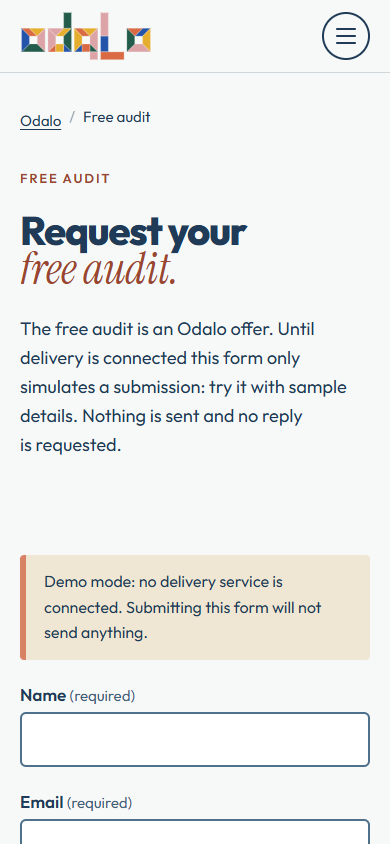 odalo
Odalo / Free audit
FREE AUDIT
Request your
free audit.
The free audit is an Odalo offer. Until
delivery is connected this form only
simulates a submission: try it with sample
details. Nothing is sent and no reply
is requested.
Demo mode: no delivery service is
connected. Submitting this form will not
send anything.
Name (required)
Email (required)